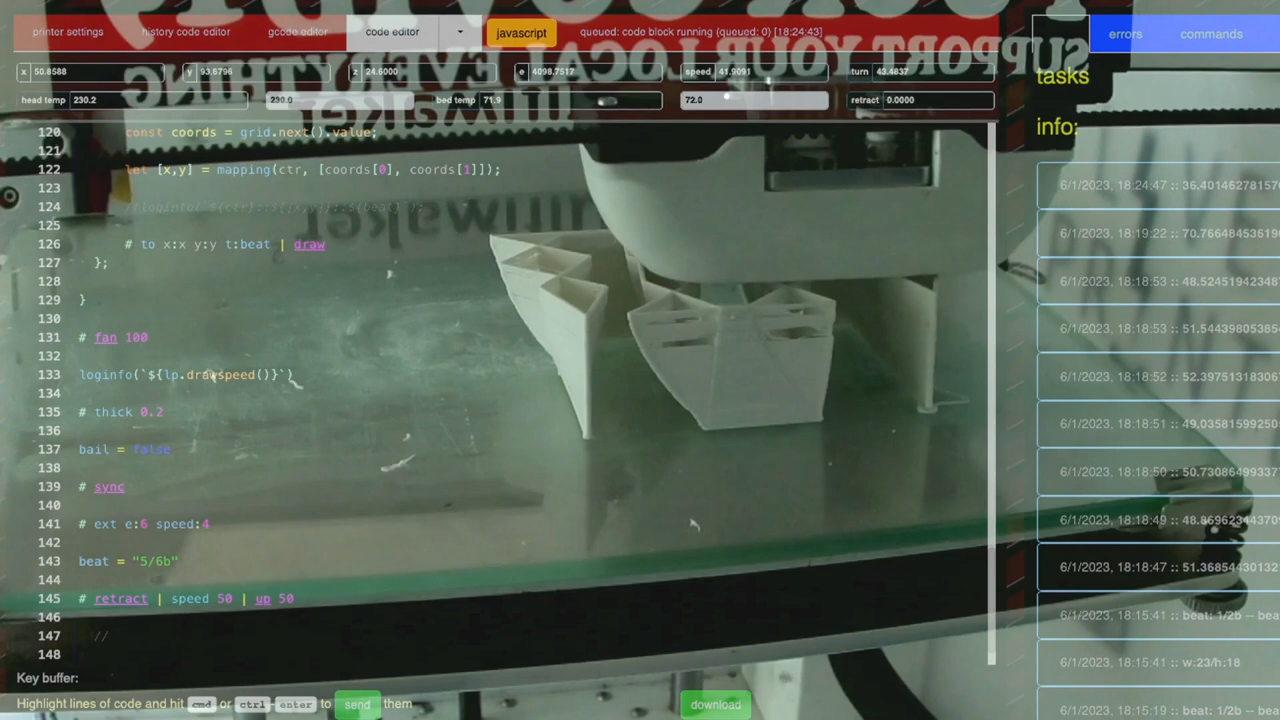 printer settings
history code editor
gcode editor
code editor
javascript
queued: code block running (queued: 0) [18:24:43]
errors
commands
SUPPORT YOUR LOCAL
EVERYTHING
x 50.8588
y 93.6796
z 24.6000
e 4098.7517
speed 41.9091
turn 43.4837
head temp 230.2
230.0
bed temp 71.9
72.0
retract 0.0000
tasks
info:
120 const coords = grid.next().value;
121
122 let [x,y] = mapping(ctr, [coords[0], coords[1]]);
123
124 //loginfo(`${ctr}::${[x,y]}::${beat}`);
125
126 # to x:x y:y t:beat | draw
127 };
128
129 }
130
131 # fan 100
132
133 loginfo(`${lp.drawspeed()}`)
134
135 # thick 0.2
136
137 bail = false
138
139 # sync
140
141 # ext e:6 speed:4
142
143 beat = "5/6b"
144
145 # retract | speed 50 | up 50
146
147 //
148
6/1/2023, 18:24:47 :: 36.401462781570
6/1/2023, 18:19:22 :: 70.766484536190
6/1/2023, 18:18:53 :: 48.524519423487
6/1/2023, 18:18:53 :: 51.544398053854
6/1/2023, 18:18:52 :: 52.397513183067
6/1/2023, 18:18:51 :: 49.035815992505
6/1/2023, 18:18:50 :: 50.730864993377
6/1/2023, 18:18:49 :: 48.869623443707
6/1/2023, 18:18:47 :: 51.36854430132
6/1/2023, 18:15:41 :: beat: 1/2b -- bea
6/1/2023, 18:15:41 :: w:23/h:18
6/1/2023, 18:15:19 :: beat: 1/2b -- bea
Key buffer:
Highlight lines of code and hit cmd or ctrl-enter to send them
download